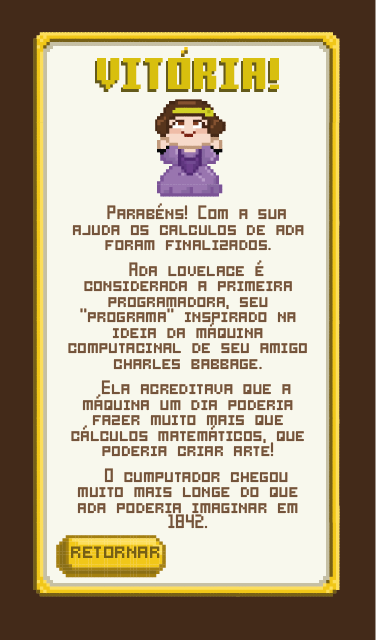 VITÓRIA!
PARABÉNS! COM A SUA
AJUDA OS CALCULOS DE ADA
FORAM FINALIZADOS.
ADA LOVELACE É
CONSIDERADA A PRIMEIRA
PROGRAMADORA, SEU
"PROGRAMA" INSPIRADO NA
IDEIA DA MÁQUINA
COMPUTACINAL DE SEU AMIGO
CHARLES BABBAGE.
ELA ACREDITAVA QUE A
MÁQUINA UM DIA PODERIA
FAZER MUITO MAIS QUE
CÁLCULOS MATEMÁTICOS, QUE
PODERIA CRIAR ARTE!
O CUMPUTADOR CHEGOU
MUITO MAIS LONGE DO QUE
ADA PODERIA IMAGINAR EM
1842.
RETORNAR